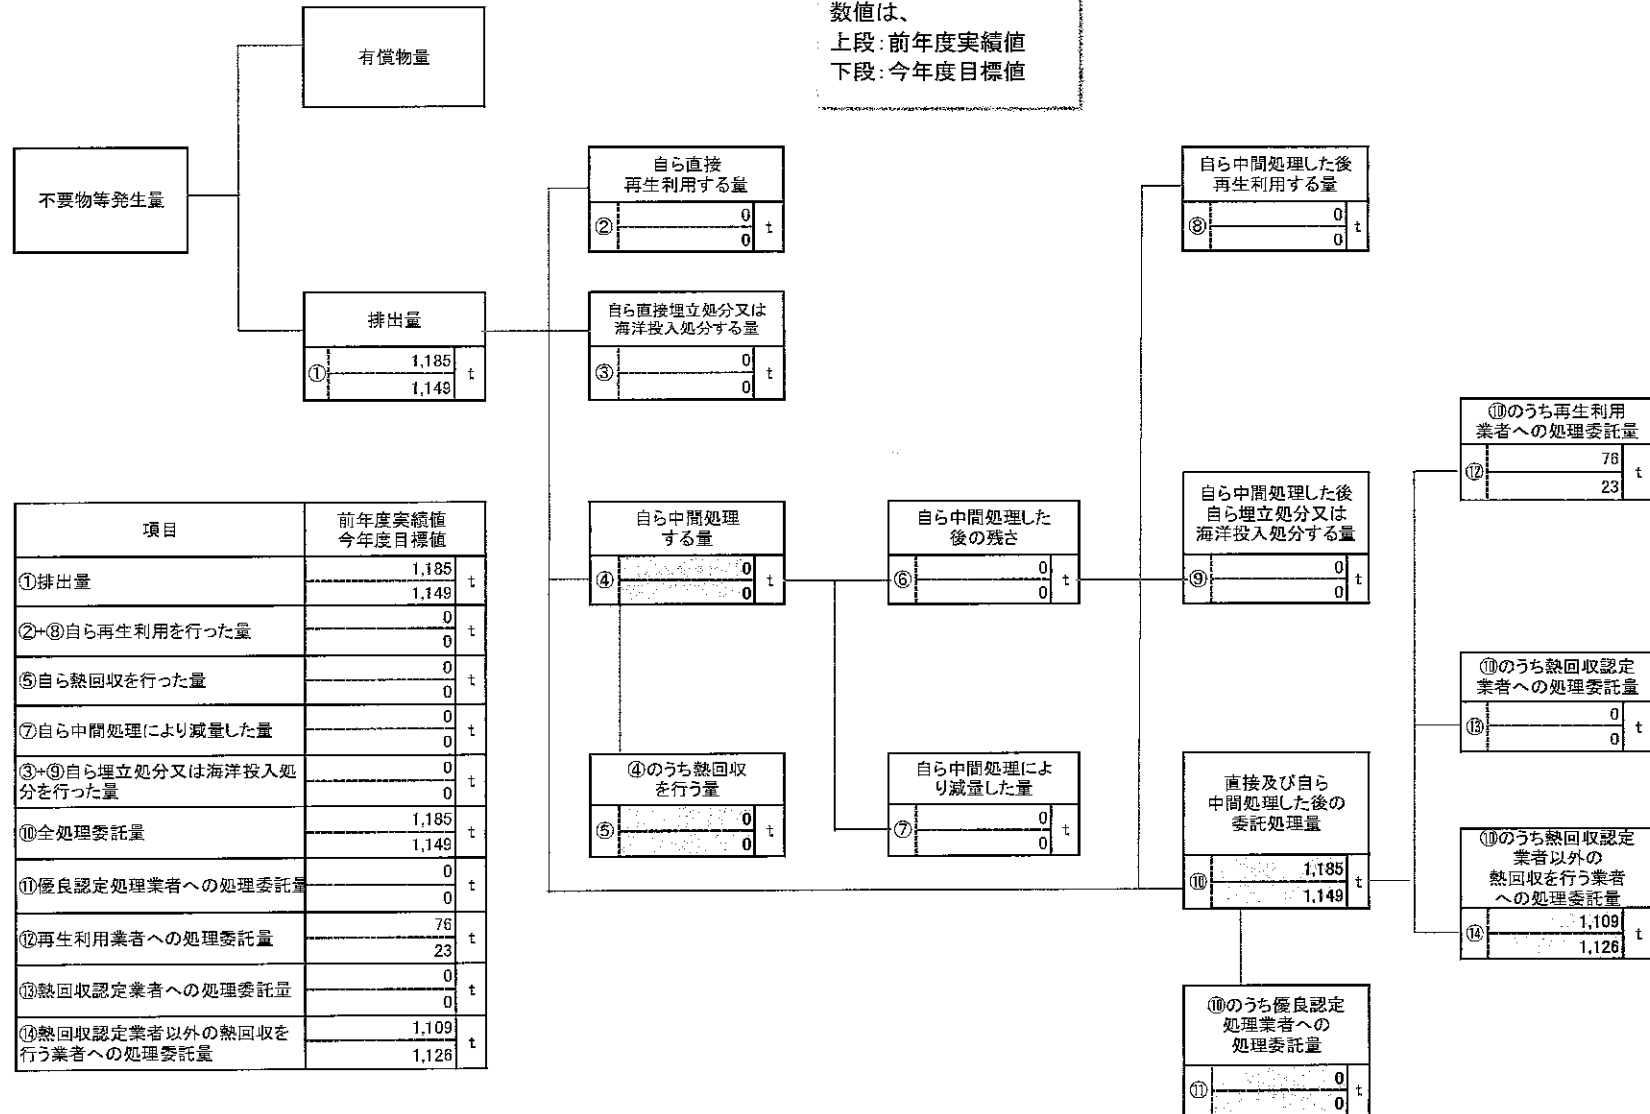 数値は、
上段：前年度実績値
下段：今年度目標値
有償物量
不要物等発生量
排出量
① 1,185 t
1,149
自ら直接
再生利用する量
② 0 t
0
自ら直接埋立処分又は
海洋投入処分する量
③ 0 t
0
自ら中間処理した後
再生利用する量
⑧ 0 t
0
自ら中間処理
する量
④ 0 t
0
自ら中間処理した
後の残さ
⑥ 0 t
0
自ら中間処理した後
自ら埋立処分又は
海洋投入処分する量
⑨ 0 t
0
④のうち熱回収
を行う量
⑤ 0 t
0
自ら中間処理によ
り減量した量
⑦ 0 t
0
直接及び自ら
中間処理した後の
委託処理量
⑩ 1,185 t
1,149
⑩のうち優良認定
処理業者への
処理委託量
⑪ 0 t
0
⑩のうち再生利用
業者への処理委託量
⑫ 76 t
23
⑩のうち熱回収認定
業者への処理委託量
⑬ 0 t
0
⑩のうち熱回収認定
業者以外の
熱回収を行う業者
への処理委託量
⑭ 1,109 t
1,126
項目
前年度実績値
今年度目標値
①排出量 1,185 t
1,149
②+⑧自ら再生利用を行った量 0 t
0
⑤自ら熱回収を行った量 0 t
0
⑦自ら中間処理により減量した量 0 t
0
③+⑨自ら埋立処分又は海洋投入処 0 t
分を行った量 0
⑩全処理委託量 1,185 t
1,149
⑪優良認定処理業者への処理委託量 0 t
0
⑫再生利用業者への処理委託量 76 t
23
⑬熱回収認定業者への処理委託量 0 t
0
⑭熱回収認定業者以外の熱回収を 1,109 t
行う業者への処理委託量 1,126